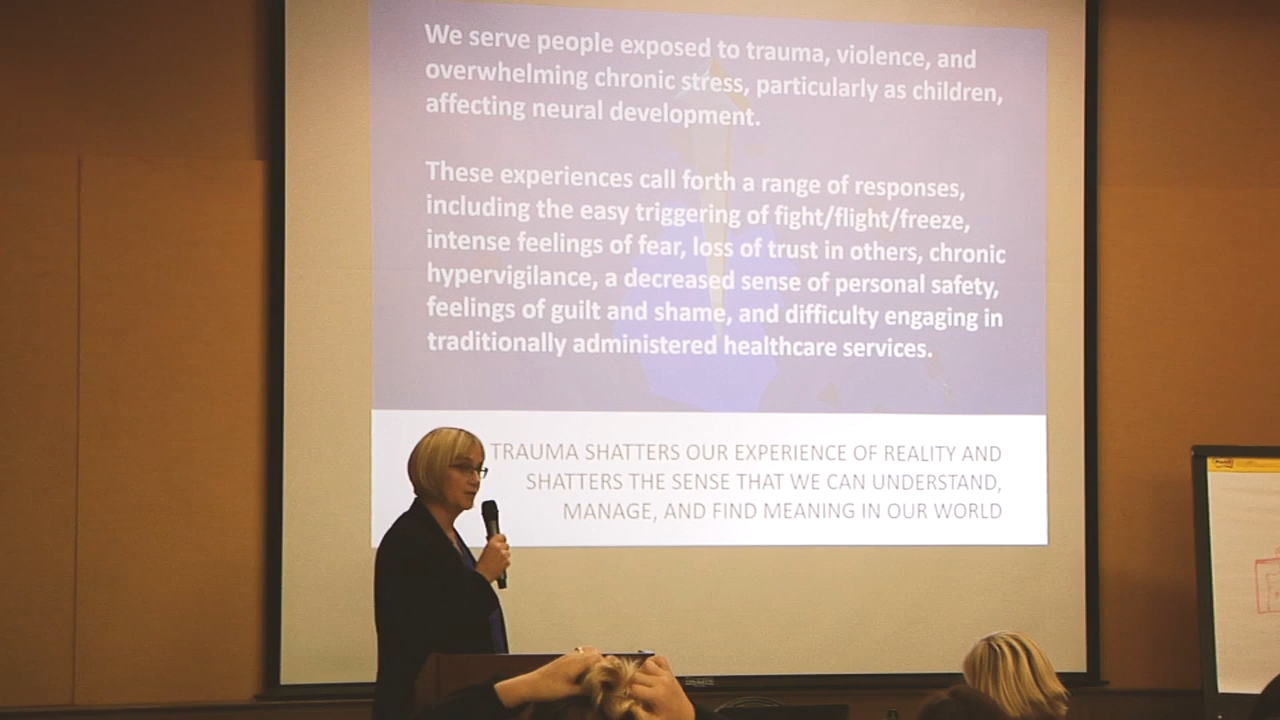 We serve people exposed to trauma, violence, and
overwhelming chronic stress, particularly as children,
affecting neural development.
These experiences call forth a range of responses,
including the easy triggering of fight/flight/freeze,
intense feelings of fear, loss of trust in others, chronic
hypervigilance, a decreased sense of personal safety,
feelings of guilt and shame, and difficulty engaging in
traditionally administered healthcare services.
TRAUMA SHATTERS OUR EXPERIENCE OF REALITY AND
SHATTERS THE SENSE THAT WE CAN UNDERSTAND,
MANAGE, AND FIND MEANING IN OUR WORLD